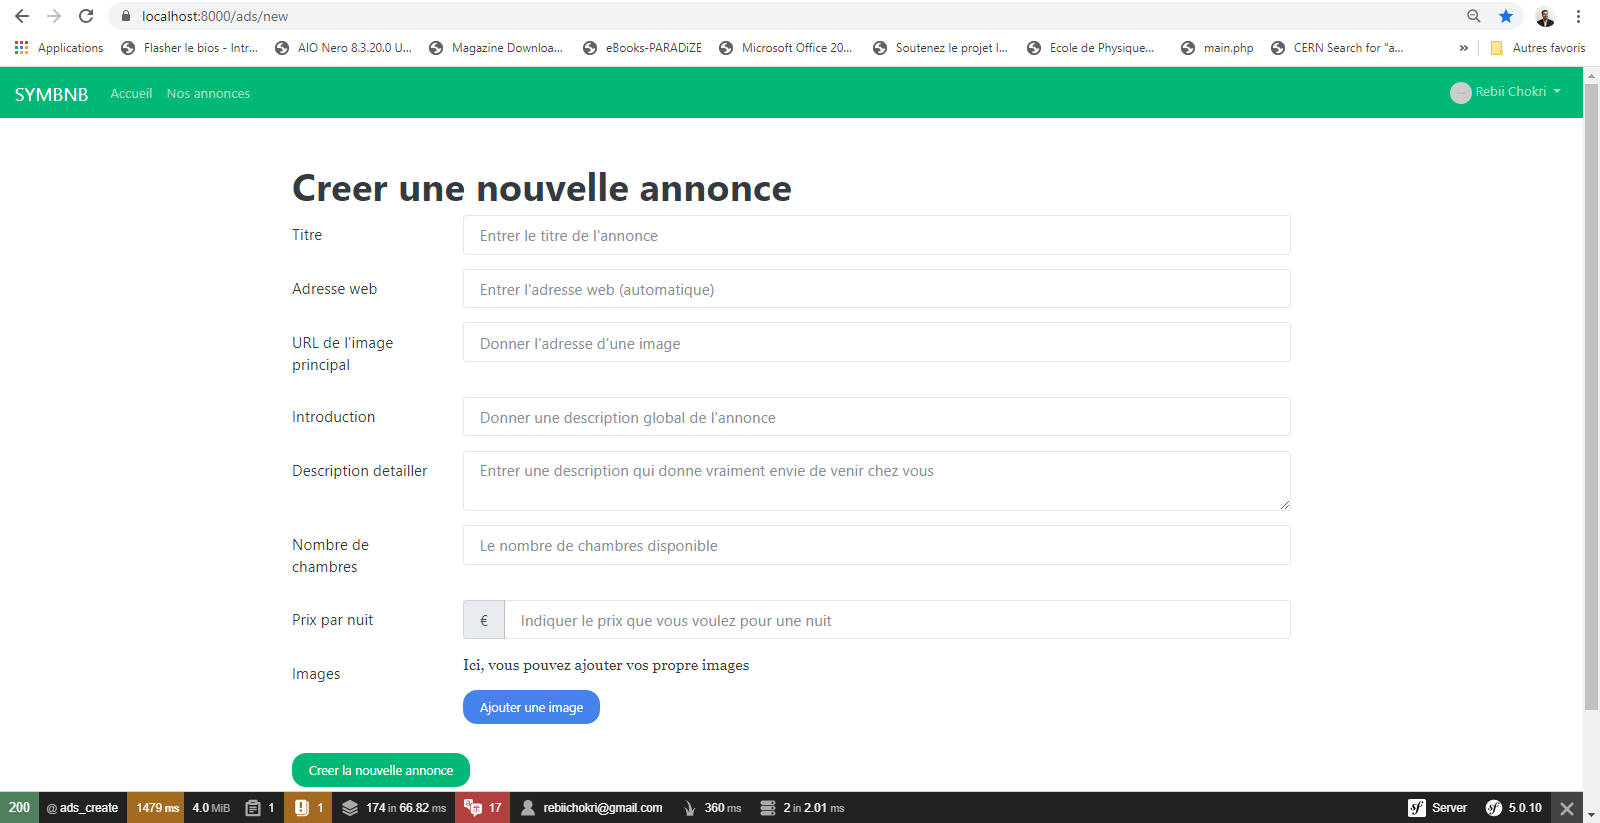 localhost:8000/ads/new
Applications Flasher le bios - Intr... AIO Nero 8.3.20.0 U... Magazine Downloa... eBooks-PARADiZE Microsoft Office 20... Soutenez le projet I... Ecole de Physique... main.php CERN Search for "a... » Autres favoris
SYMBNB Accueil Nos annonces Rebii Chokri
Creer une nouvelle annonce
Titre Entrer le titre de l'annonce
Adresse web Entrer l'adresse web (automatique)
URL de l'image Donner l'adresse d'une image
principal
Introduction Donner une description global de l'annonce
Description detailler Entrer une description qui donne vraiment envie de venir chez vous
Nombre de Le nombre de chambres disponible
chambres
Prix par nuit € Indiquer le prix que vous voulez pour une nuit
Images Ici, vous pouvez ajouter vos propre images
Ajouter une image
Creer la nouvelle annonce
200 @ ads_create 1479 ms 4.0 MiB 1 1 174 in 66.82 ms 17 rebiichokri@gmail.com 360 ms 2 in 2.01 ms sf Server sf 5.0.10